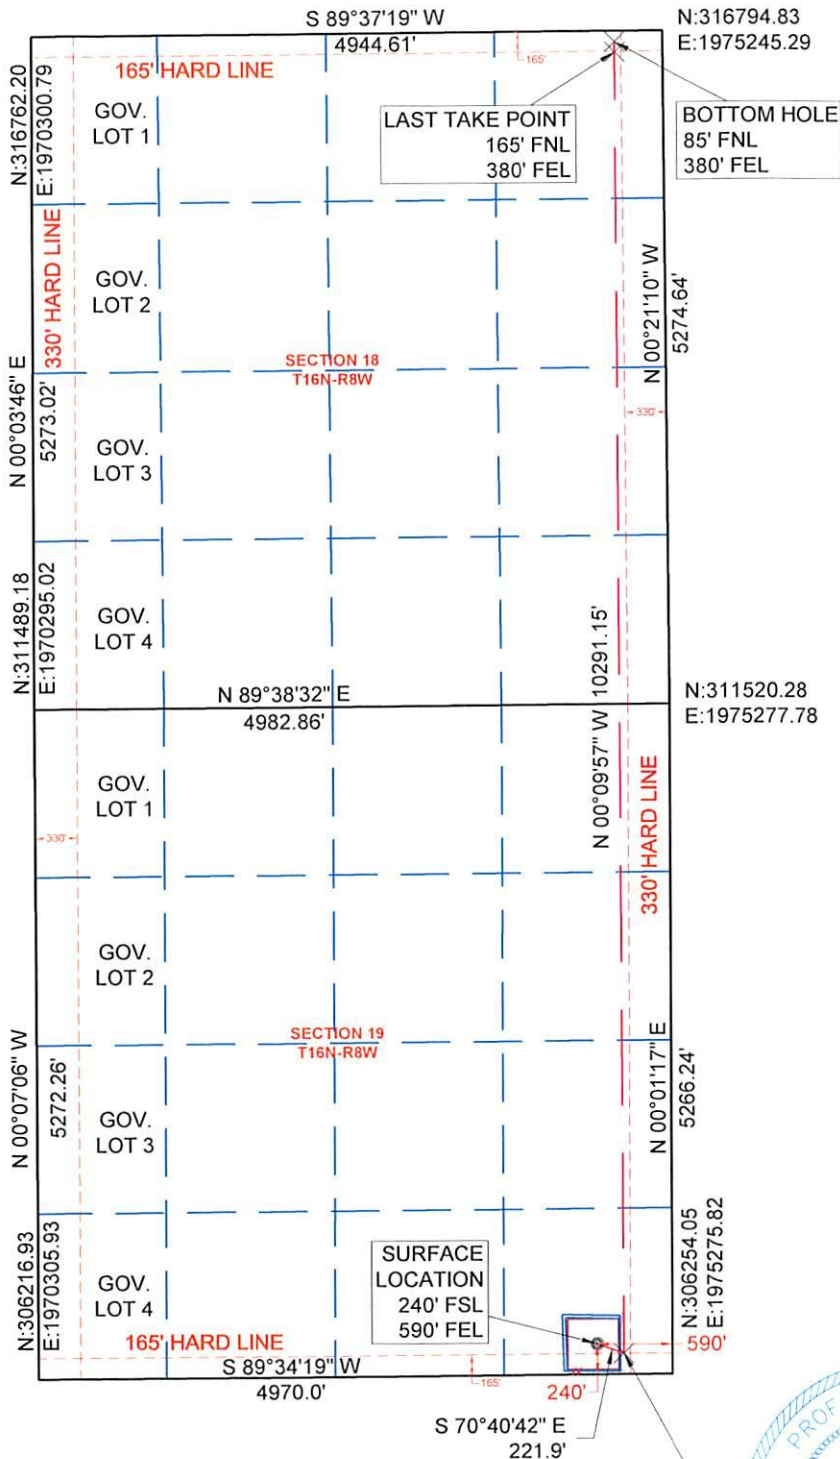 S 89°37'19" W
4944.61'
N:316794.83
E:1975245.29
165' HARD LINE
165'
N:316762.20
E:1970300.79
GOV.
LOT 1
LAST TAKE POINT
165' FNL
380' FEL
BOTTOM HOLE
85' FNL
380' FEL
330' HARD LINE
GOV.
LOT 2
N 00°21'10" W
5274.64'
SECTION 18
T16N-R8W
N 00°03'46" E
5273.02'
330'
GOV.
LOT 3
N:311489.18
E:1970295.02
GOV.
LOT 4
N 89°38'32" E
4982.86'
N 00°09'57" W 10291.15'
N:311520.28
E:1975277.78
GOV.
LOT 1
330'
330' HARD LINE
GOV.
LOT 2
SECTION 19
T16N-R8W
N 00°07'06" W
5272.26'
N 00°01'17" E
5266.24'
GOV.
LOT 3
N:306216.93
E:1970305.93
N:306254.05
E:1975275.82
SURFACE
LOCATION
240' FSL
590' FEL
GOV.
LOT 4
165' HARD LINE
590'
S 89°34'19" W
4970.0'
165'
240'
S 70°40'42" E
221.9'
PROF